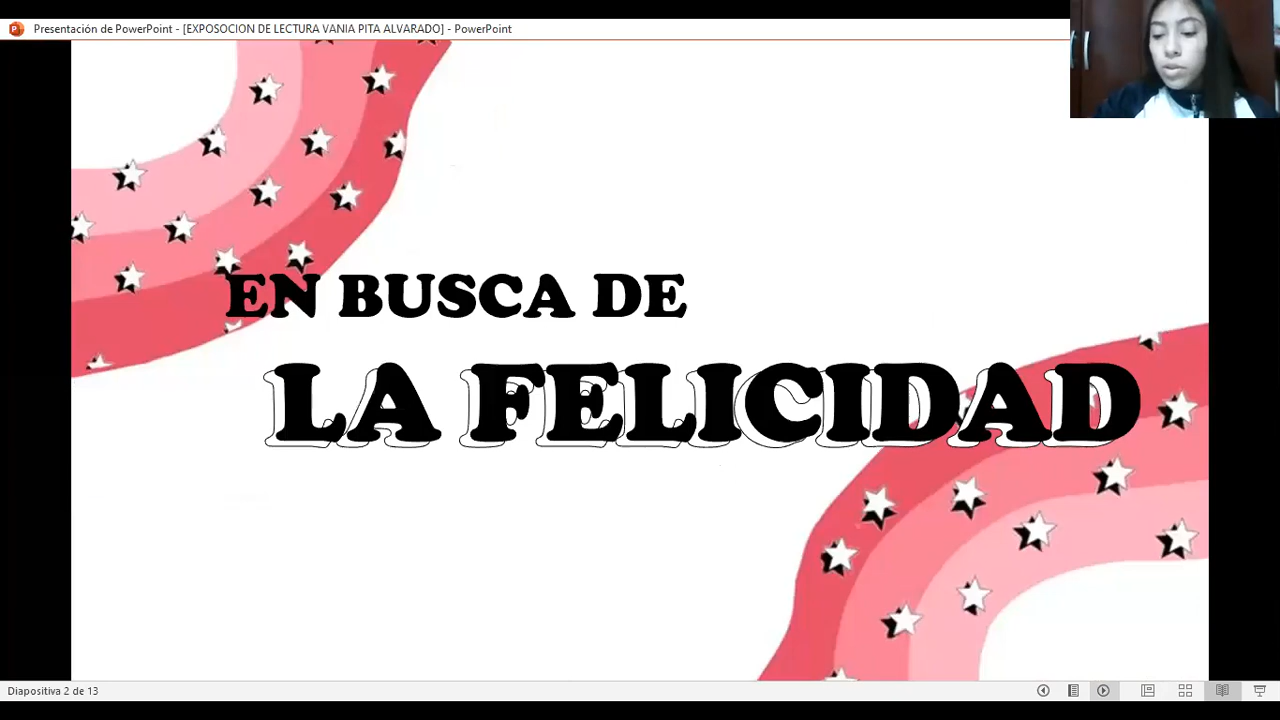 Presentación de PowerPoint - [EXPOSOCION DE LECTURA VANIA PITA ALVARADO] - PowerPoint
EN BUSCA DE
LA FELICIDAD
Diapositiva 2 de 13